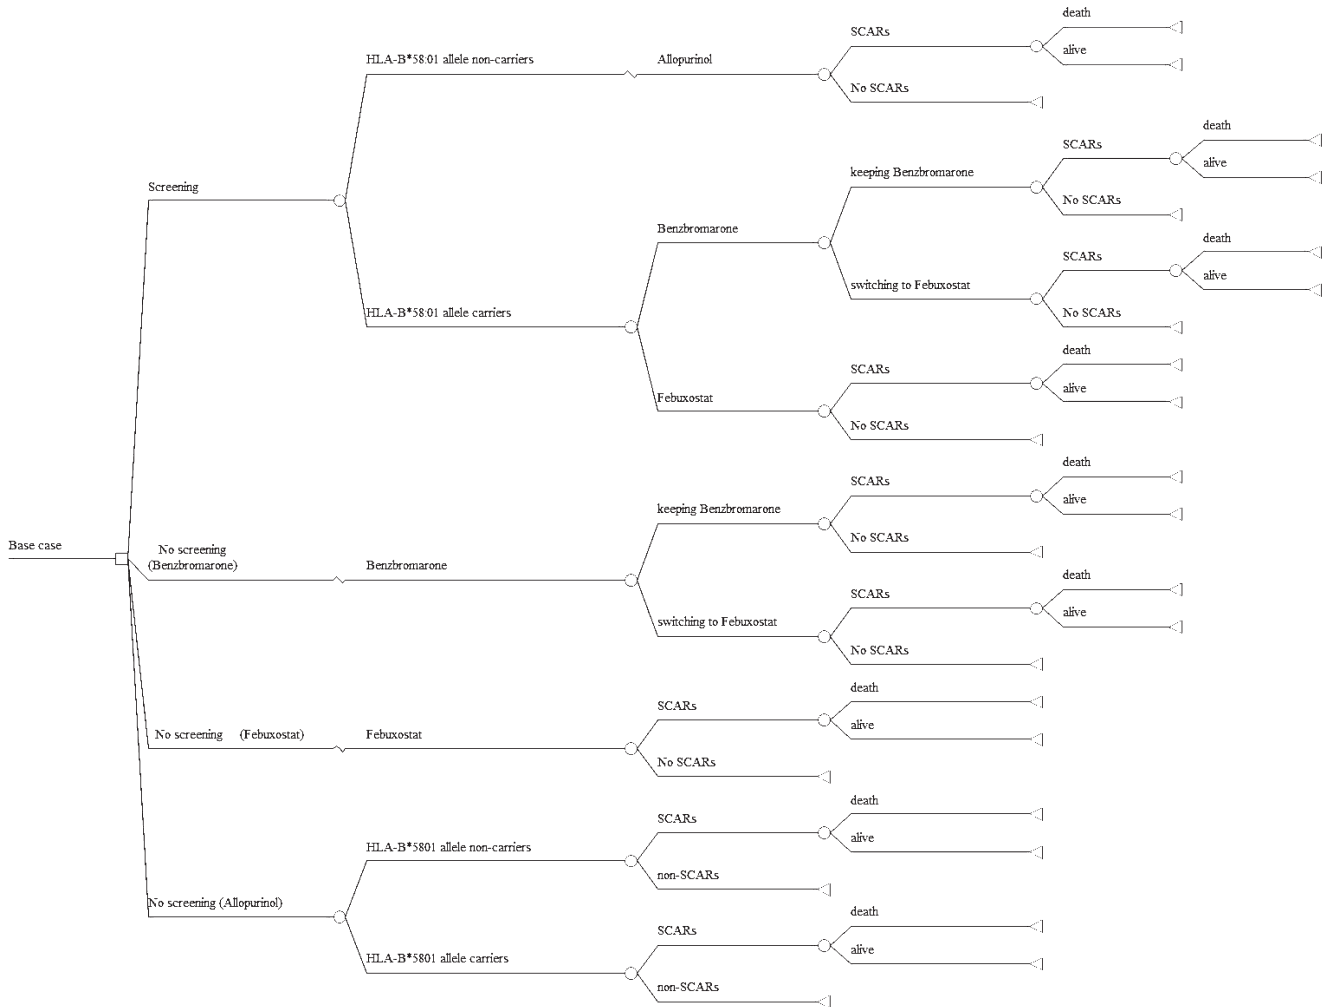 death
SCARs
alive
HLA-B*58:01 allele non-carriers
Allopurinol
No SCARs
death
SCARs
alive
keeping Benzbromarone
Screening
No SCARs
Benzbromarone
death
SCARs
alive
switching to Febuxostat
HLA-B*58:01 allele carriers
No SCARs
death
SCARs
alive
Febuxostat
No SCARs
death
SCARs
alive
keeping Benzbromarone
No SCARs
Base case
No screening
(Benzbromarone)
Benzbromarone
death
SCARs
alive
switching to Febuxostat
No SCARs
death
SCARs
alive
No screening (Febuxostat)
Febuxostat
No SCARs
death
SCARs
alive
HLA-B*5801 allele non-carriers
non-SCARs
No screening (Allopurinol)
death
SCARs
alive
HLA-B*5801 allele carriers
non-SCARs